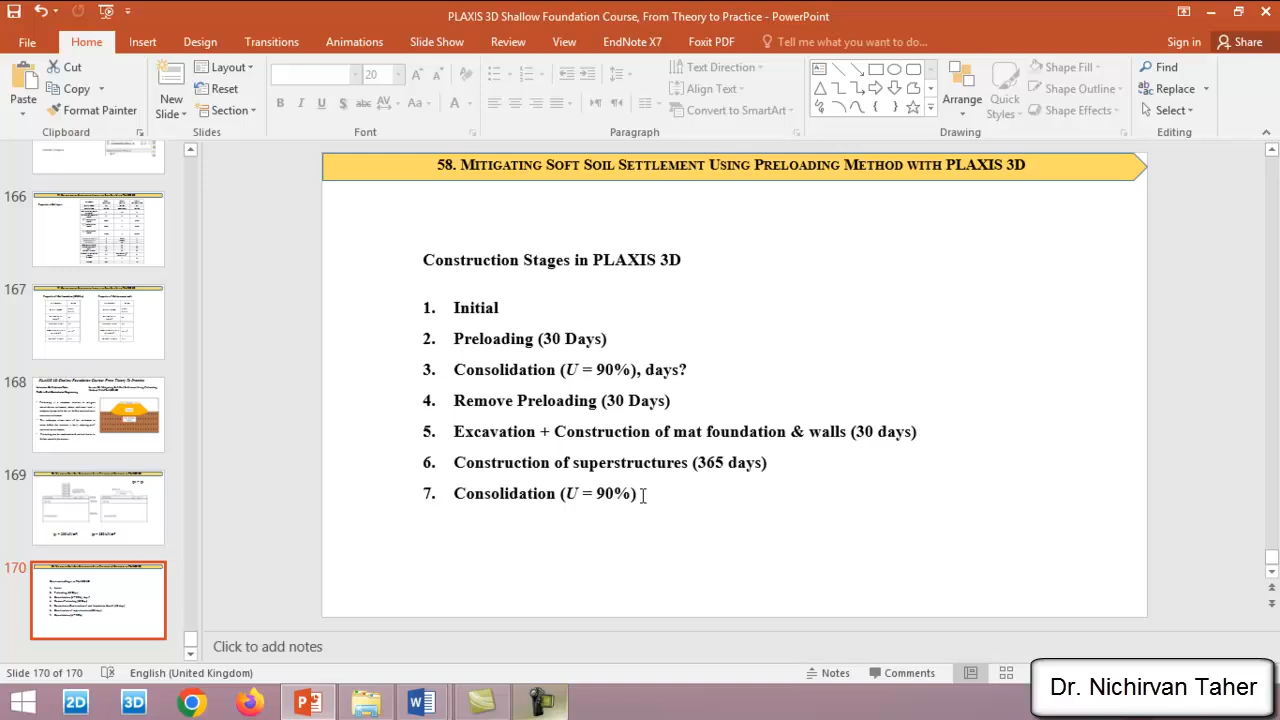 PLAXIS 3D Shallow Foundation Course, From Theory to Practice - PowerPoint
File Home Insert Design Transitions Animations Slide Show Review View EndNote X7 Foxit PDF Tell me what you want to do... Sign in Share
Paste
Cut
Copy
Format Painter
Clipboard
New Slide
Layout
Reset
Section
Slides
20
B I U S abc AV Aa A
Font
Text Direction
Align Text
Convert to SmartArt
Paragraph
Arrange
Quick Styles
Shape Fill
Shape Outline
Shape Effects
Drawing
Find
Replace
Select
Editing
166
167
168
169
170
58. MITIGATING SOFT SOIL SETTLEMENT USING PRELOADING METHOD WITH PLAXIS 3D
Construction Stages in PLAXIS 3D
1. Initial
2. Preloading (30 Days)
3. Consolidation (U = 90%), days?
4. Remove Preloading (30 Days)
5. Excavation + Construction of mat foundation & walls (30 days)
6. Construction of superstructures (365 days)
7. Consolidation (U = 90%)
Click to add notes
Slide 170 of 170 English (United Kingdom) Notes Comments
2D 3D
Dr. Nichirvan Taher